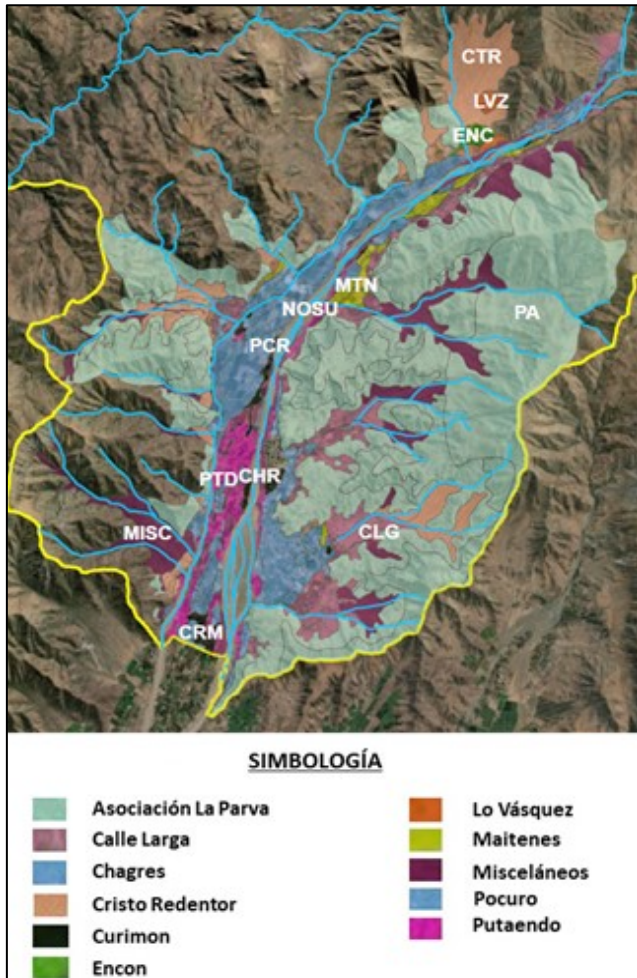 CTR
LVZ
ENC
MTN
NOSU
PA
PCR
PTD CHR
MISC
CLG
CRM
SIMBOLOGÍA
Asociación La Parva
Calle Larga
Chagres
Cristo Redentor
Curimon
Encon
Lo Vásquez
Maitenes
Misceláneos
Pocuro
Putaendo